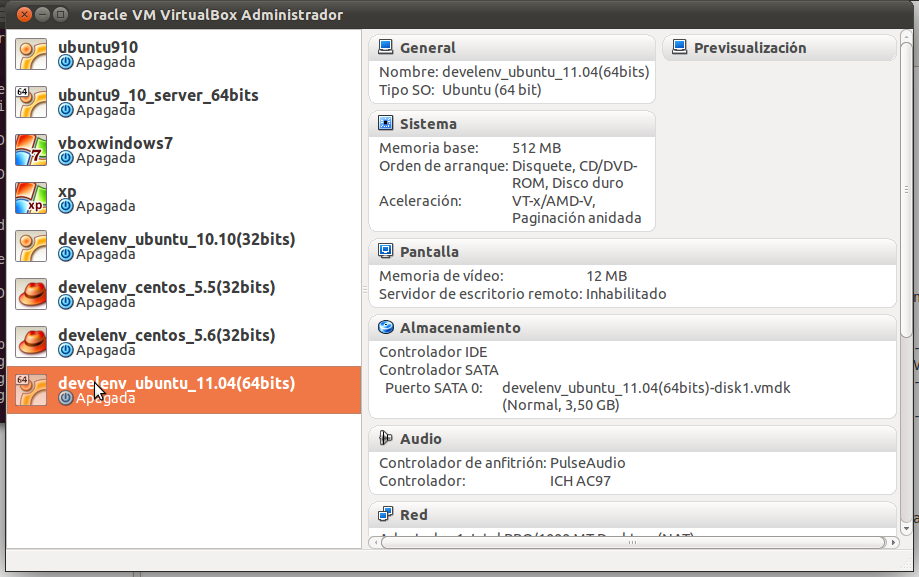 Oracle VM VirtualBox Administrador
ubuntu910
Apagada
64
ubuntu9_10_server_64bits
Apagada
7
vboxwindows7
Apagada
xp
xp
Apagada
develenv_ubuntu_10.10(32bits)
Apagada
develenv_centos_5.5(32bits)
Apagada
develenv_centos_5.6(32bits)
Apagada
64
develenv_ubuntu_11.04(64bits)
Apagada
General
Nombre: develenv_ubuntu_11.04(64bits)
Tipo SO: Ubuntu (64 bit)
Previsualización
Sistema
Memoria base: 512 MB
Orden de arranque: Disquete, CD/DVD-
ROM, Disco duro
Aceleración: VT-x/AMD-V,
Paginación anidada
Pantalla
Memoria de vídeo: 12 MB
Servidor de escritorio remoto: Inhabilitado
Almacenamiento
Controlador IDE
Controlador SATA
Puerto SATA 0: develenv_ubuntu_11.04(64bits)-disk1.vmdk
(Normal, 3,50 GB)
Audio
Controlador de anfitrión: PulseAudio
Controlador: ICH AC97
Red